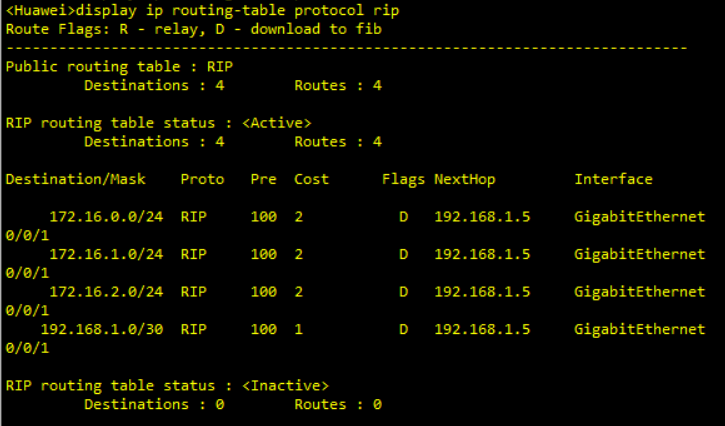 <Huawei>display ip routing-table protocol rip
Route Flags: R - relay, D - download to fib
------------------------------------------------------------------------------
Public routing table : RIP
         Destinations : 4        Routes : 4

RIP routing table status : <Active>
         Destinations : 4        Routes : 4

Destination/Mask    Proto   Pre  Cost      Flags NextHop         Interface

     172.16.0.0/24  RIP     100  2           D   192.168.1.5     GigabitEthernet
0/0/1
     172.16.1.0/24  RIP     100  2           D   192.168.1.5     GigabitEthernet
0/0/1
     172.16.2.0/24  RIP     100  2           D   192.168.1.5     GigabitEthernet
0/0/1
    192.168.1.0/30  RIP     100  1           D   192.168.1.5     GigabitEthernet
0/0/1

RIP routing table status : <Inactive>
         Destinations : 0        Routes : 0